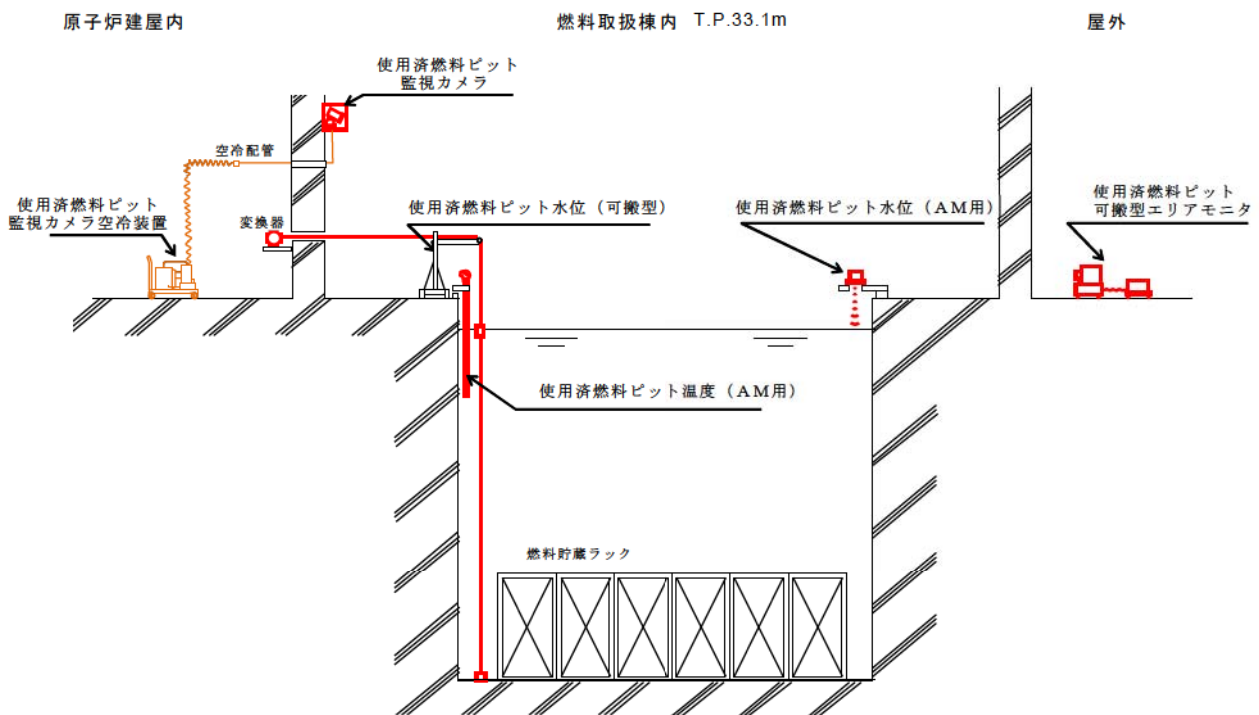 原子炉建屋内
燃料取扱棟内 T.P.33.1m
屋外
使用済燃料ピット
監視カメラ
空冷配管
使用済燃料ピット
監視カメラ空冷装置
変換器
使用済燃料ピット水位（可搬型）
使用済燃料ピット水位（AM用）
使用済燃料ピット
可搬型エリアモニタ
使用済燃料ピット温度（AM用）
燃料貯蔵ラック